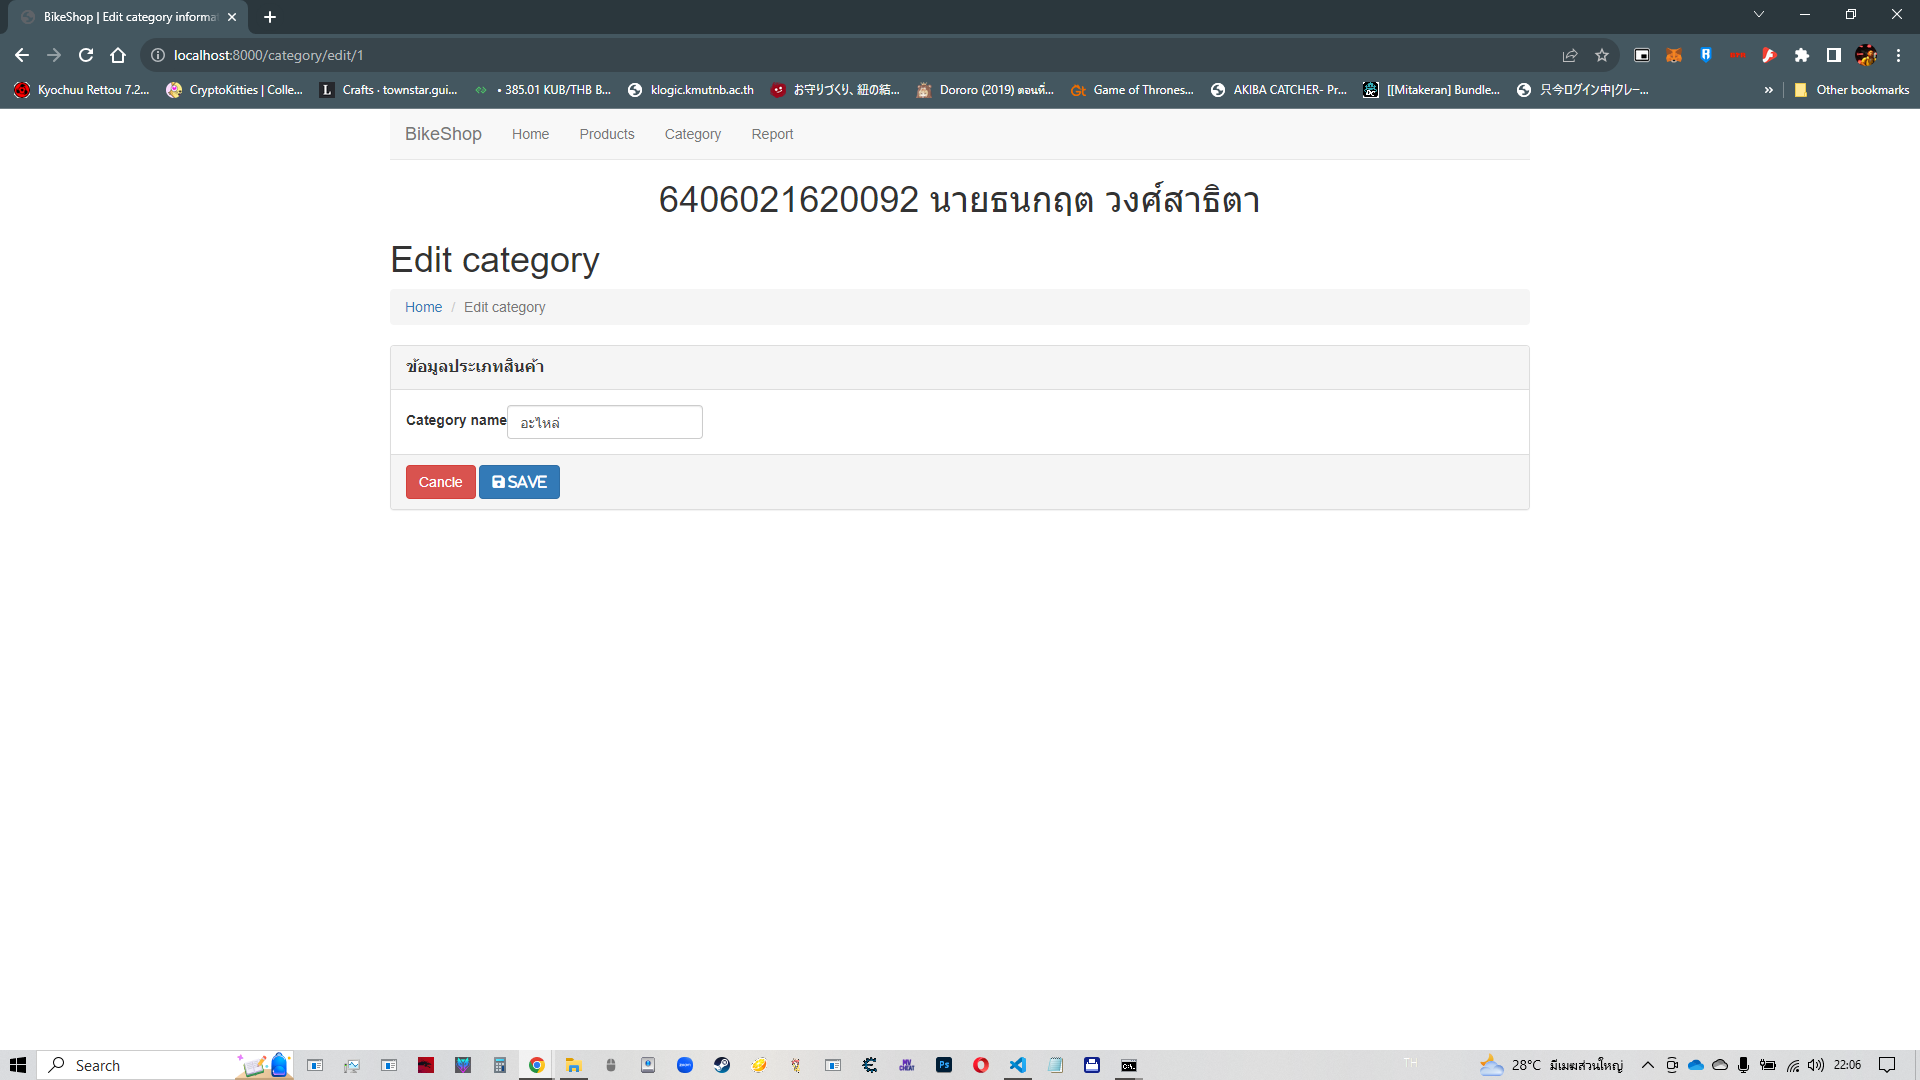 BikeShop | Edit category informat
localhost:8000/category/edit/1
Kyochuu Rettou 7.2...
CryptoKitties | Colle...
Crafts · townstar.gui...
• 385.01 KUB/THB B...
klogic.kmutnb.ac.th
お守りづくり、紐の結...
Dororo (2019) ตอนที่...
Game of Thrones...
AKIBA CATCHER- Pr...
[[Mitakeran] Bundle...
只今ログイン中|クレー...
»
Other bookmarks
BikeShop Home Products Category Report
6406021620092 นายธนกฤต วงศ์สาธิตา
Edit category
Home / Edit category
ข้อมูลประเภทสินค้า
Category name อะไหล่
Cancle SAVE
Search
TH
28°C มีเมฆส่วนใหญ่
22:06